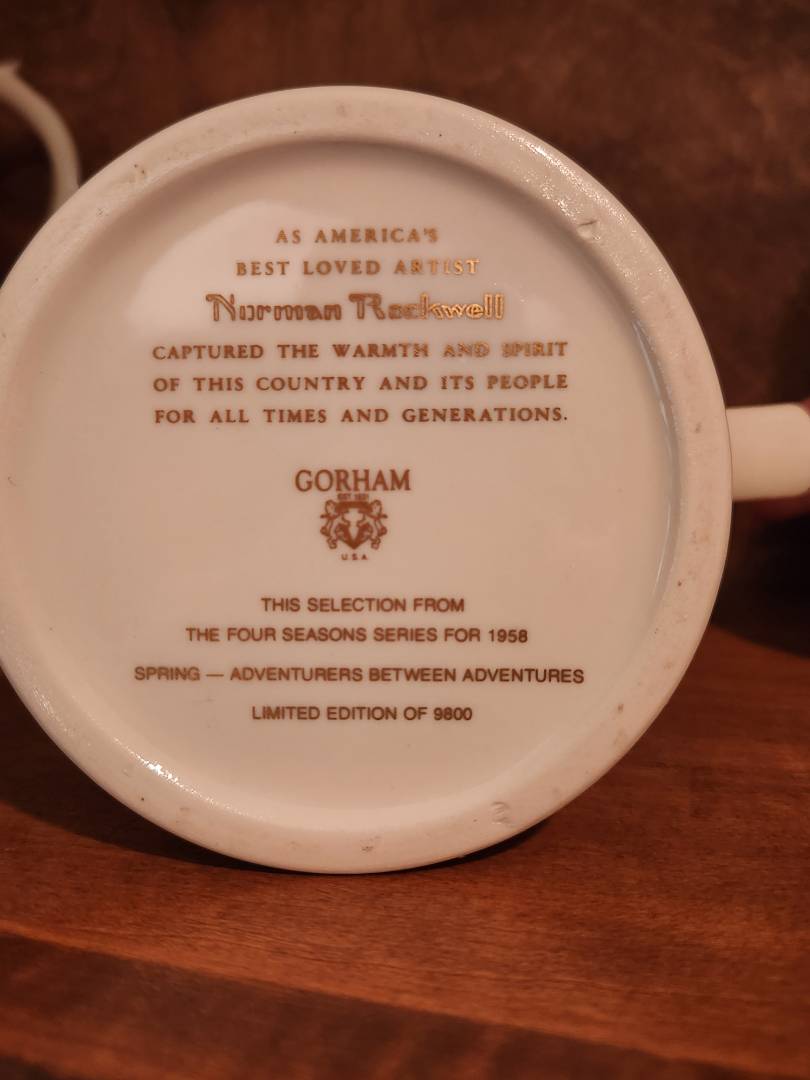 AS AMERICA'S
BEST LOVED ARTIST
Norman Rockwell
CAPTURED THE WARMTH AND SPIRIT
OF THIS COUNTRY AND ITS PEOPLE
FOR ALL TIMES AND GENERATIONS.
GORHAM
EST. 1831
U.S.A.
THIS SELECTION FROM
THE FOUR SEASONS SERIES FOR 1958
SPRING — ADVENTURERS BETWEEN ADVENTURES
LIMITED EDITION OF 9800